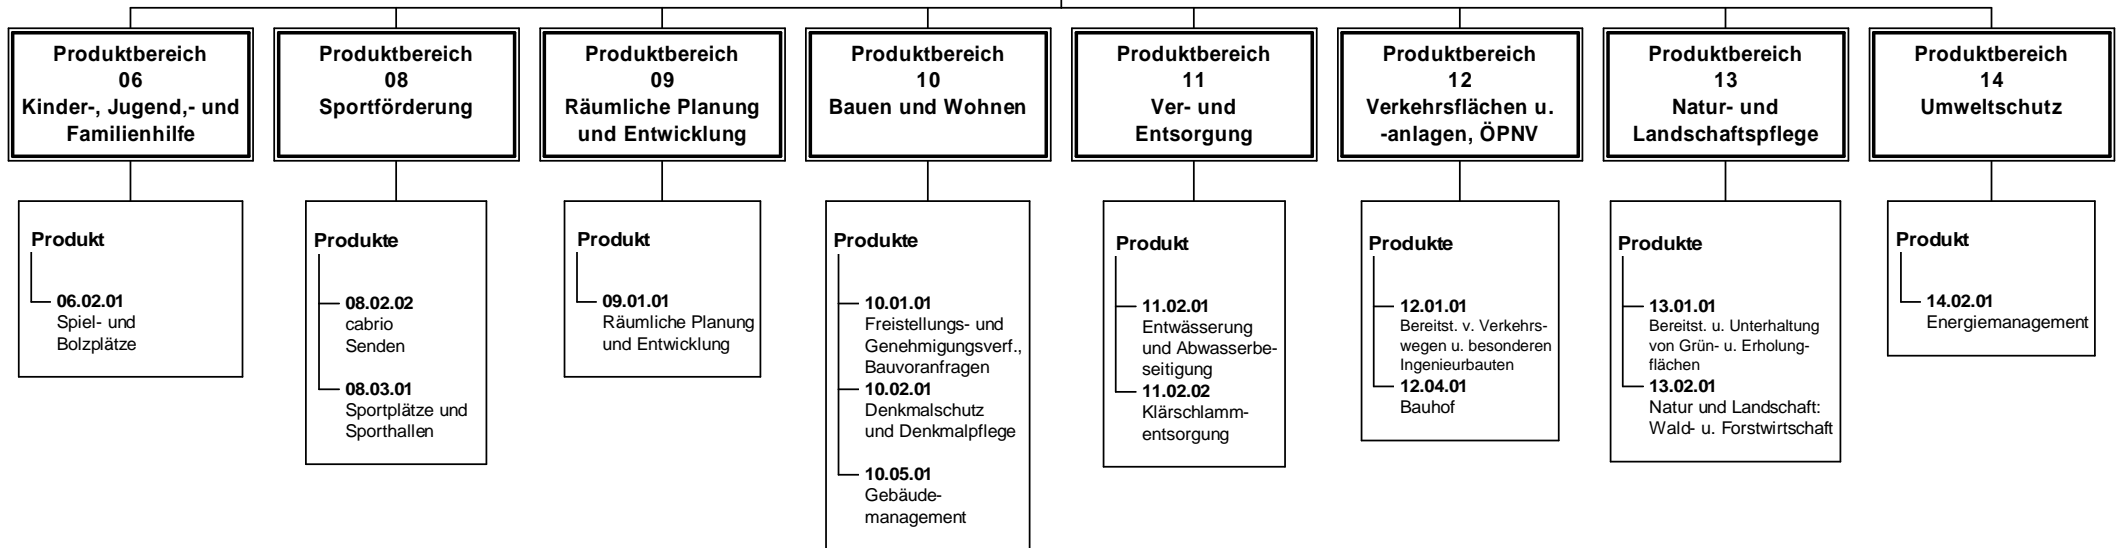 Produktbereich
06
Kinder-, Jugend,- und
Familienhilfe
Produktbereich
08
Sportförderung
Produktbereich
09
Räumliche Planung
und Entwicklung
Produktbereich
10
Bauen und Wohnen
Produktbereich
11
Ver- und
Entsorgung
Produktbereich
12
Verkehrsflächen u.
-anlagen, ÖPNV
Produktbereich
13
Natur- und
Landschaftspflege
Produktbereich
14
Umweltschutz
Produkt
06.02.01
Spiel- und
Bolzplätze
Produkte
08.02.02
cabrio
Senden
08.03.01
Sportplätze und
Sporthallen
Produkt
09.01.01
Räumliche Planung
und Entwicklung
Produkte
10.01.01
Freistellungs- und
Genehmigungsverf.,
Bauvoranfragen
10.02.01
Denkmalschutz
und Denkmalpflege
10.05.01
Gebäude-
management
Produkt
11.02.01
Entwässerung
und Abwasserbe-
seitigung
11.02.02
Klärschlamm-
entsorgung
Produkte
12.01.01
Bereitst. v. Verkehrs-
wegen u. besonderen
Ingenieurbauten
12.04.01
Bauhof
Produkte
13.01.01
Bereitst. u. Unterhaltung
von Grün- u. Erholung-
flächen
13.02.01
Natur und Landschaft:
Wald- u. Forstwirtschaft
Produkt
14.02.01
Energiemanagement